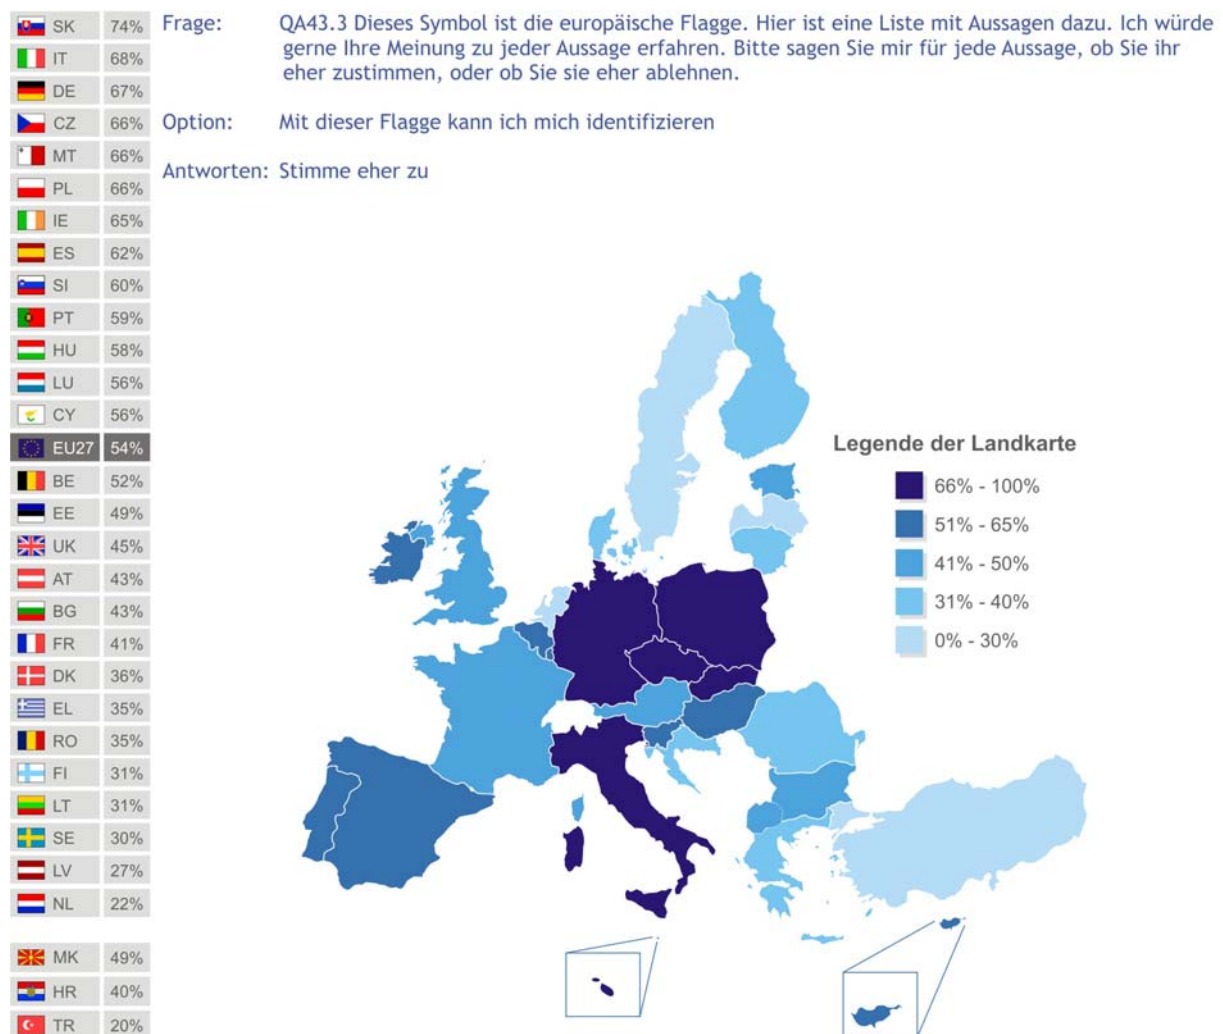 SK 74%
IT 68%
DE 67%
CZ 66%
MT 66%
PL 66%
IE 65%
ES 62%
SI 60%
PT 59%
HU 58%
LU 56%
CY 56%
EU27 54%
BE 52%
EE 49%
UK 45%
AT 43%
BG 43%
FR 41%
DK 36%
EL 35%
RO 35%
FI 31%
LT 31%
SE 30%
LV 27%
NL 22%
MK 49%
HR 40%
TR 20%
Frage: QA43.3 Dieses Symbol ist die europäische Flagge. Hier ist eine Liste mit Aussagen dazu. Ich würde
gerne Ihre Meinung zu jeder Aussage erfahren. Bitte sagen Sie mir für jede Aussage, ob Sie ihr
eher zustimmen, oder ob Sie sie eher ablehnen.
Option: Mit dieser Flagge kann ich mich identifizieren
Antworten: Stimme eher zu
Legende der Landkarte
66% - 100%
51% - 65%
41% - 50%
31% - 40%
0% - 30%